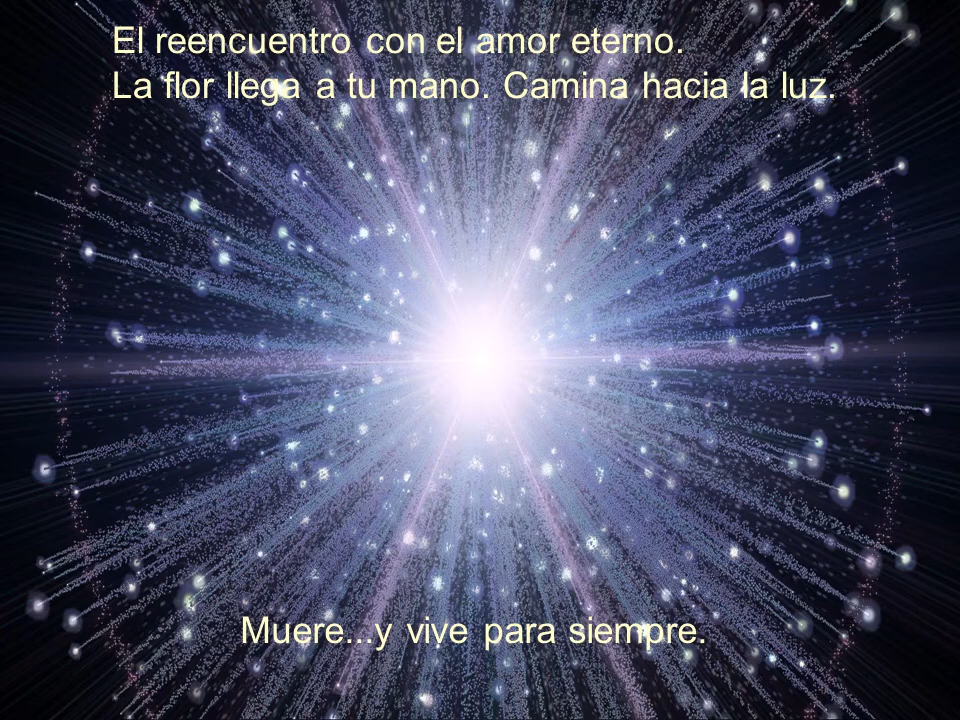 El reencuentro con el amor eterno.
La flor llega a tu mano. Camina hacia la luz.
Muere...y vive para siempre.